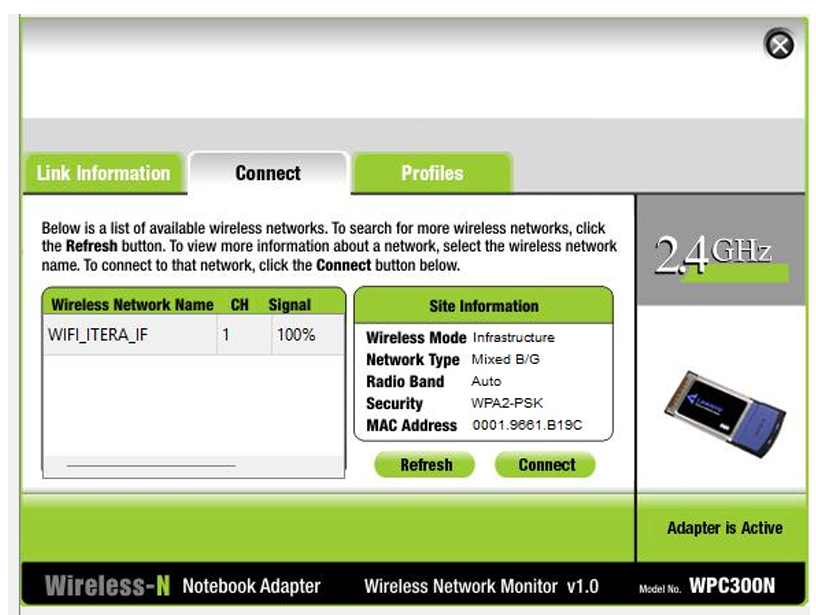 Link Information
Connect
Profiles
Below is a list of available wireless networks. To search for more wireless networks, click
the Refresh button. To view more information about a network, select the wireless network
name. To connect to that network, click the Connect button below.
2.4GHz
Wireless Network Name CH Signal
WIFI_ITERA_IF 1 100%
Site Information
Wireless Mode Infrastructure
Network Type Mixed B/G
Radio Band Auto
Security WPA2-PSK
MAC Address 0001.9661.B19C
Refresh
Connect
Adapter is Active
Wireless-N Notebook Adapter Wireless Network Monitor v1.0 Model No. WPC300N